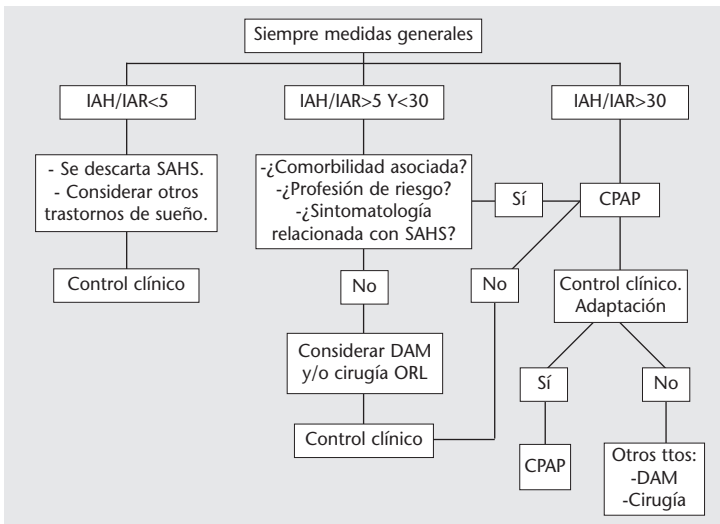 Siempre medidas generales
IAH/IAR<5
IAH/IAR>5 Y<30
IAH/IAR>30
- Se descarta SAHS.
- Considerar otros
trastornos de sueño.
-¿Comorbilidad asociada?
-¿Profesión de riesgo?
-¿Sintomatología
relacionada con SAHS?
Sí
CPAP
Control clínico
No
No
Control clínico.
Adaptación
Considerar DAM
y/o cirugía ORL
Sí
No
Control clínico
CPAP
Otros ttos:
-DAM
-Cirugía